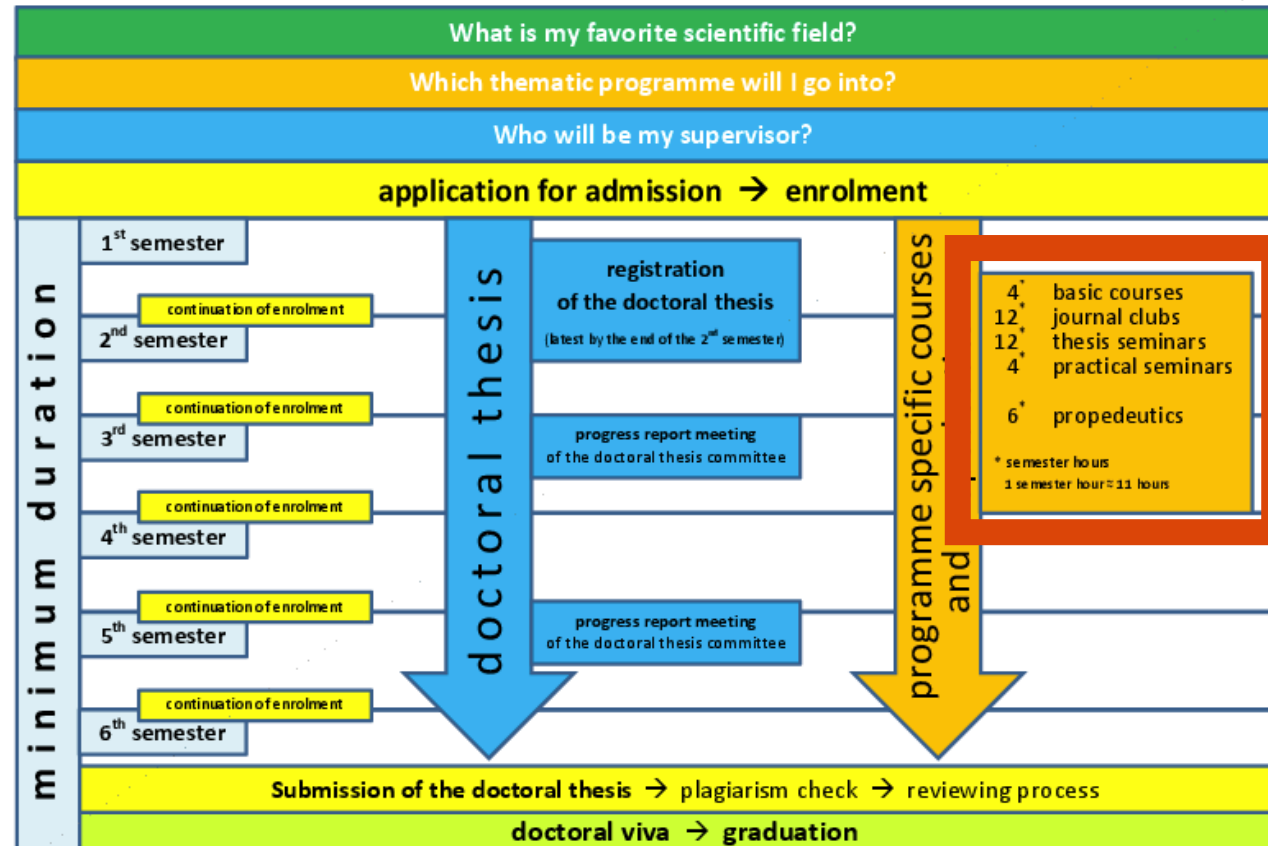 What is my favorite scientific field?
Which thematic programme will I go into?
Who will be my supervisor?
application for admission → enrolment
minimum duration
1st semester
continuation of enrolment
2nd semester
continuation of enrolment
3rd semester
continuation of enrolment
4th semester
continuation of enrolment
5th semester
continuation of enrolment
6th semester
doctoral thesis
registration
of the doctoral thesis
(latest by the end of the 2nd semester)
progress report meeting
of the doctoral thesis committee
progress report meeting
of the doctoral thesis committee
programme specific courses
and
4* basic courses
12* journal clubs
12* thesis seminars
4* practical seminars
6* propedeutics
* semester hours
1 semester hour ≈ 11 hours
Submission of the doctoral thesis → plagiarism check → reviewing process
doctoral viva → graduation